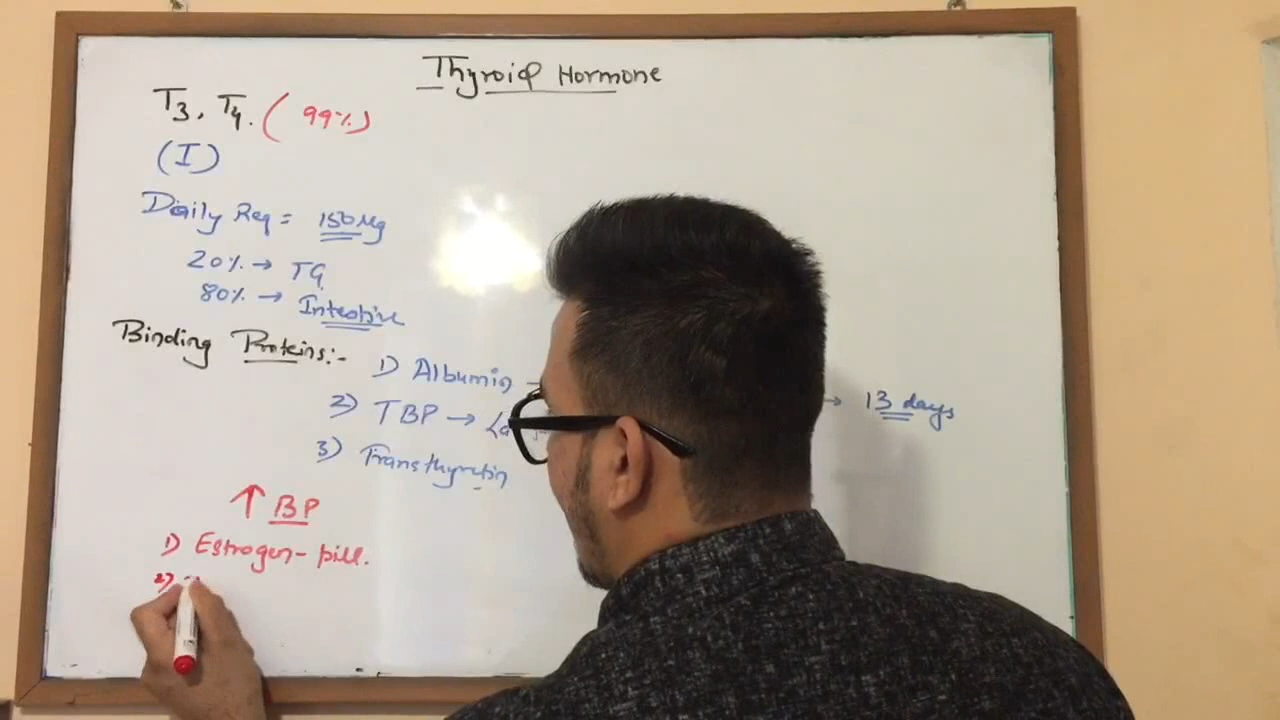 Thyroid Hormone
T3, T4. (99%)
(I)
Daily Req = 150 µg
20% → TG
80% → Intestine
Binding Proteins:-
1) Albumin
2) TBP → → 13 days
3) Transthyretin
↑ BP
1) Estrogen- pill.
2)